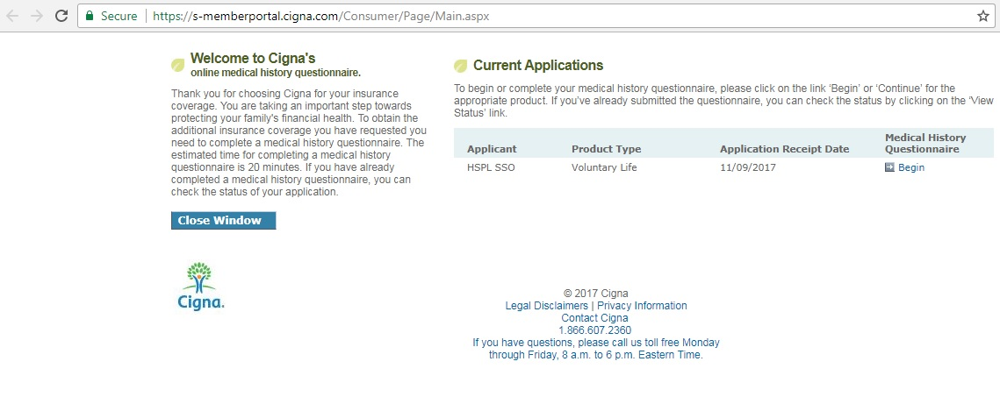 Secure | https://s-memberportal.cigna.com/Consumer/Page/Main.aspx
Welcome to Cigna's
online medical history questionnaire.
Thank you for choosing Cigna for your insurance
coverage. You are taking an important step towards
protecting your family's financial health. To obtain the
additional insurance coverage you have requested you
need to complete a medical history questionnaire. The
estimated time for completing a medical history
questionnaire is 20 minutes. If you have already
completed a medical history questionnaire, you can
check the status of your application.
Close Window
Cigna.
Current Applications
To begin or complete your medical history questionnaire, please click on the link ‘Begin’ or ‘Continue’ for the
appropriate product. If you’ve already submitted the questionnaire, you can check the status by clicking on the ‘View
Status’ link.
Applicant Product Type Application Receipt Date Medical History
Questionnaire
HSPL SSO Voluntary Life 11/09/2017 Begin
© 2017 Cigna
Legal Disclaimers | Privacy Information
Contact Cigna
1.866.607.2360
If you have questions, please call us toll free Monday
through Friday, 8 a.m. to 6 p.m. Eastern Time.